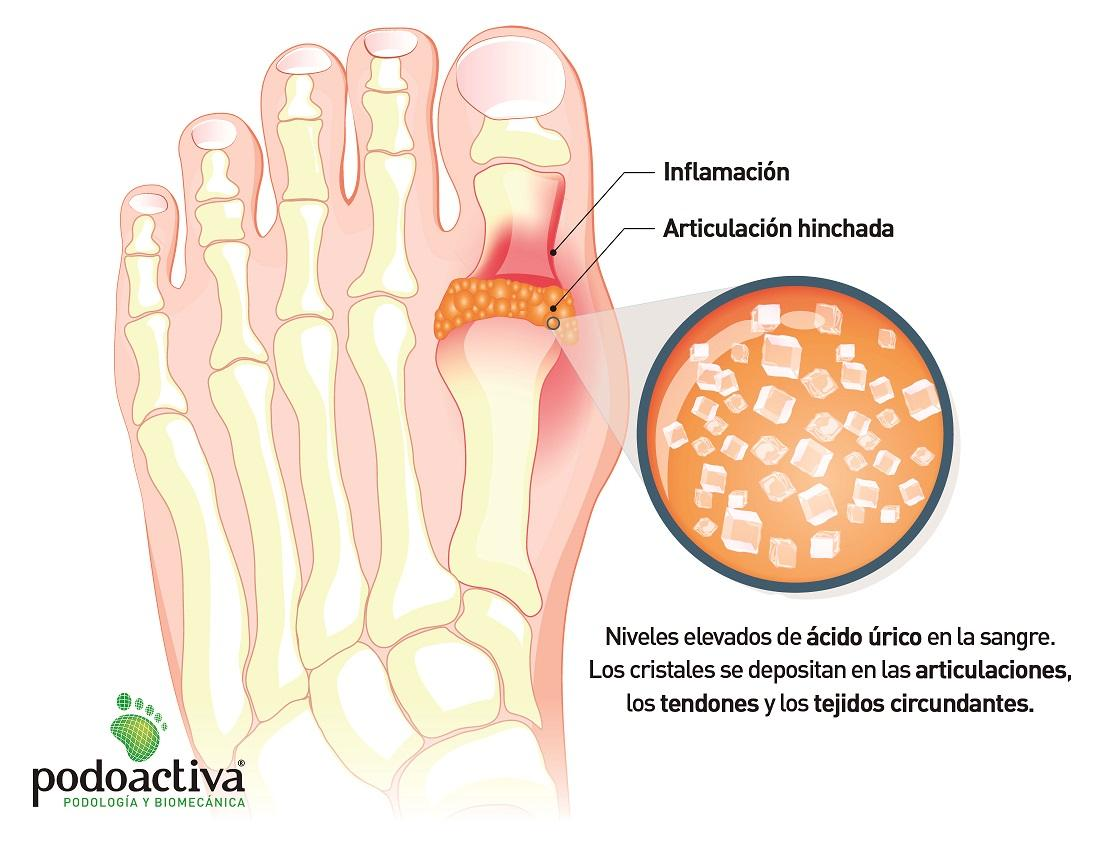 Inflamación
Articulación hinchada
Niveles elevados de ácido úrico en la sangre.
Los cristales se depositan en las articulaciones,
los tendones y los tejidos circundantes.
podoactiva®
PODOLOGÍA Y BIOMECÁNICA